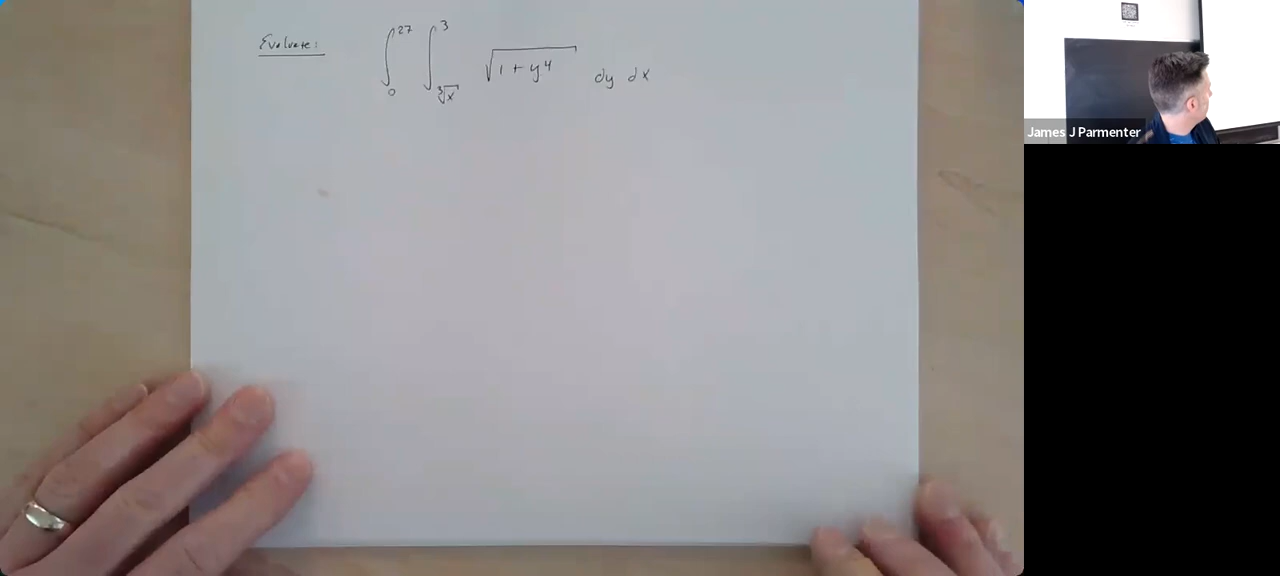 Evaluate: ∫₀²⁷ ∫_∛x³ √(1 + y⁴) dy dx
James J Parmenter